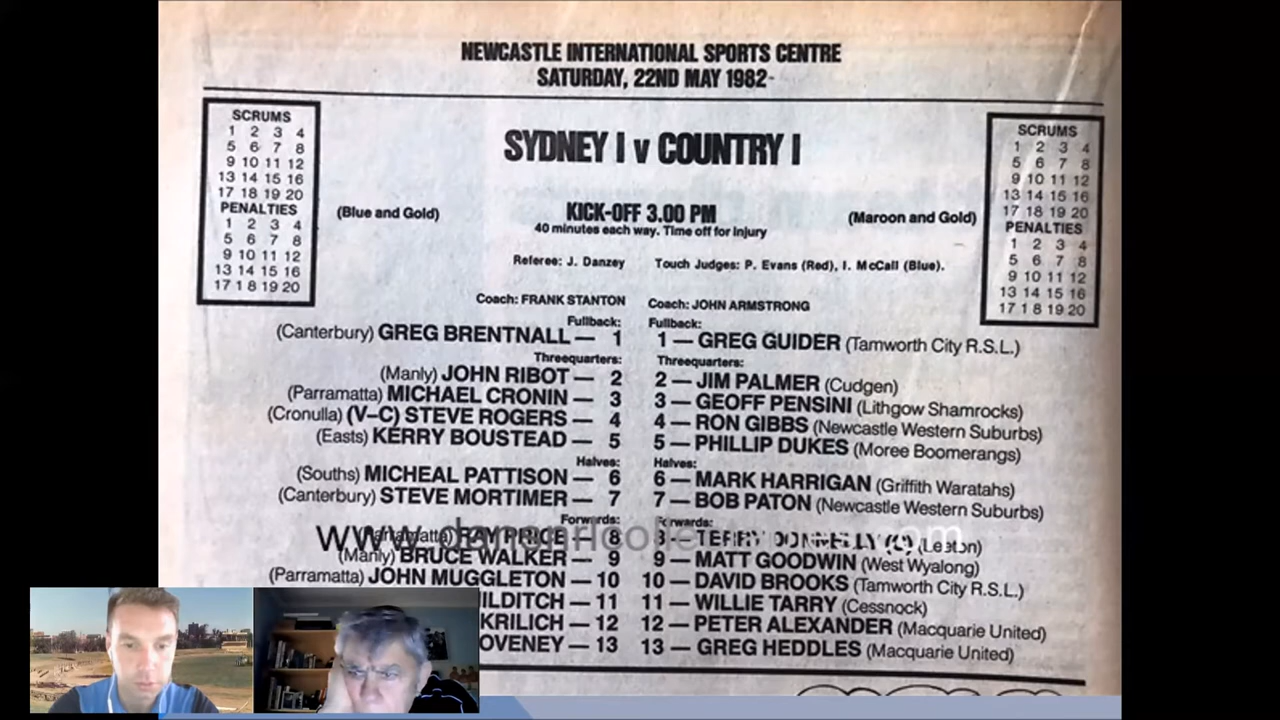 NEWCASTLE INTERNATIONAL SPORTS CENTRE
SATURDAY, 22ND MAY 1982
SCRUMS
1 2 3 4
5 6 7 8
9 10 11 12
13 14 15 16
17 18 19 20
PENALTIES
1 2 3 4
5 6 7 8
9 10 11 12
13 14 15 16
17 18 19 20
SYDNEY I v COUNTRY I
(Blue and Gold)
KICK-OFF 3.00 PM
40 minutes each way. Time off for injury
(Maroon and Gold)
SCRUMS
1 2 3 4
5 6 7 8
9 10 11 12
13 14 15 16
17 18 19 20
PENALTIES
1 2 3 4
5 6 7 8
9 10 11 12
13 14 15 16
17 18 19 20
Referee: J. Danzey Touch Judges: P. Evans (Red), I. McCall (Blue).
Coach: FRANK STANTON Coach: JOHN ARMSTRONG
Fullback: Fullback:
(Canterbury) GREG BRENTNALL — 1 1 — GREG GUIDER (Tamworth City R.S.L.)
Threequarters: Threequarters:
(Manly) JOHN RIBOT — 2 2 — JIM PALMER (Cudgen)
(Parramatta) MICHAEL CRONIN — 3 3 — GEOFF PENSINI (Lithgow Shamrocks)
(Cronulla) (V–C) STEVE ROGERS — 4 4 — RON GIBBS (Newcastle Western Suburbs)
(Easts) KERRY BOUSTEAD — 5 5 — PHILLIP DUKES (Moree Boomerangs)
Halves: Halves:
(Souths) MICHEAL PATTISON — 6 6 — MARK HARRIGAN (Griffith Waratahs)
(Canterbury) STEVE MORTIMER — 7 7 — BOB PATON (Newcastle Western Suburbs)
Forwards: Forwards:
(Parramatta) RAY PRICE — 8 8 — TERRY DONNELLY (C) (Leeton)
(Manly) BRUCE WALKER — 9 9 — MATT GOODWIN (West Wyalong)
(Parramatta) JOHN MUGGLETON — 10 10 — DAVID BROOKS (Tamworth City R.S.L.)
HILDITCH — 11 11 — WILLIE TARRY (Cessnock)
KRILICH — 12 12 — PETER ALEXANDER (Macquarie United)
OVENEY — 13 13 — GREG HEDDLES (Macquarie United)